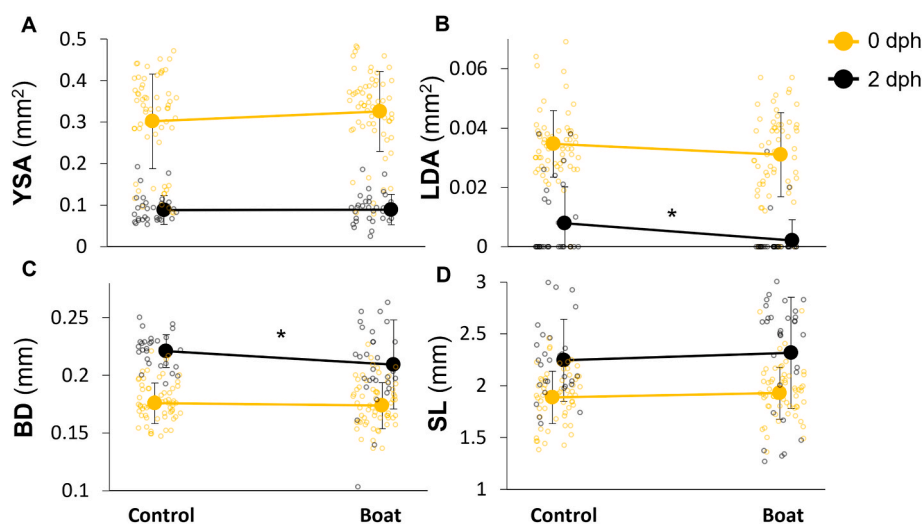 A
B
0 dph
2 dph
YSA (mm²)
0.5
0.4
0.3
0.2
0.1
0
LDA (mm²)
0.06
0.04
0.02
0
*
C
D
BD (mm)
0.25
0.2
0.15
0.1
*
SL (mm)
3
2.5
2
1.5
1
Control Boat Control Boat